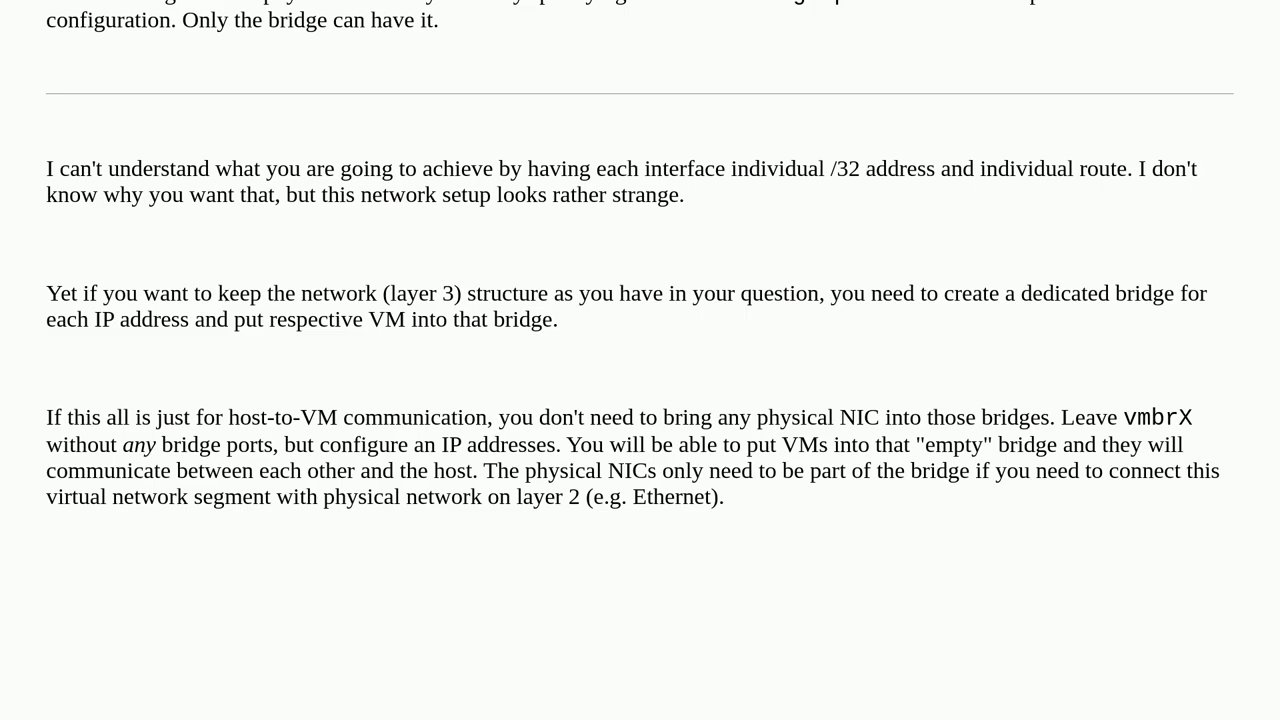 configuration. Only the bridge can have it.
I can't understand what you are going to achieve by having each interface individual /32 address and individual route. I don't
know why you want that, but this network setup looks rather strange.
Yet if you want to keep the network (layer 3) structure as you have in your question, you need to create a dedicated bridge for
each IP address and put respective VM into that bridge.
If this all is just for host-to-VM communication, you don't need to bring any physical NIC into those bridges. Leave vmbrX
without any bridge ports, but configure an IP addresses. You will be able to put VMs into that "empty" bridge and they will
communicate between each other and the host. The physical NICs only need to be part of the bridge if you need to connect this
virtual network segment with physical network on layer 2 (e.g. Ethernet).